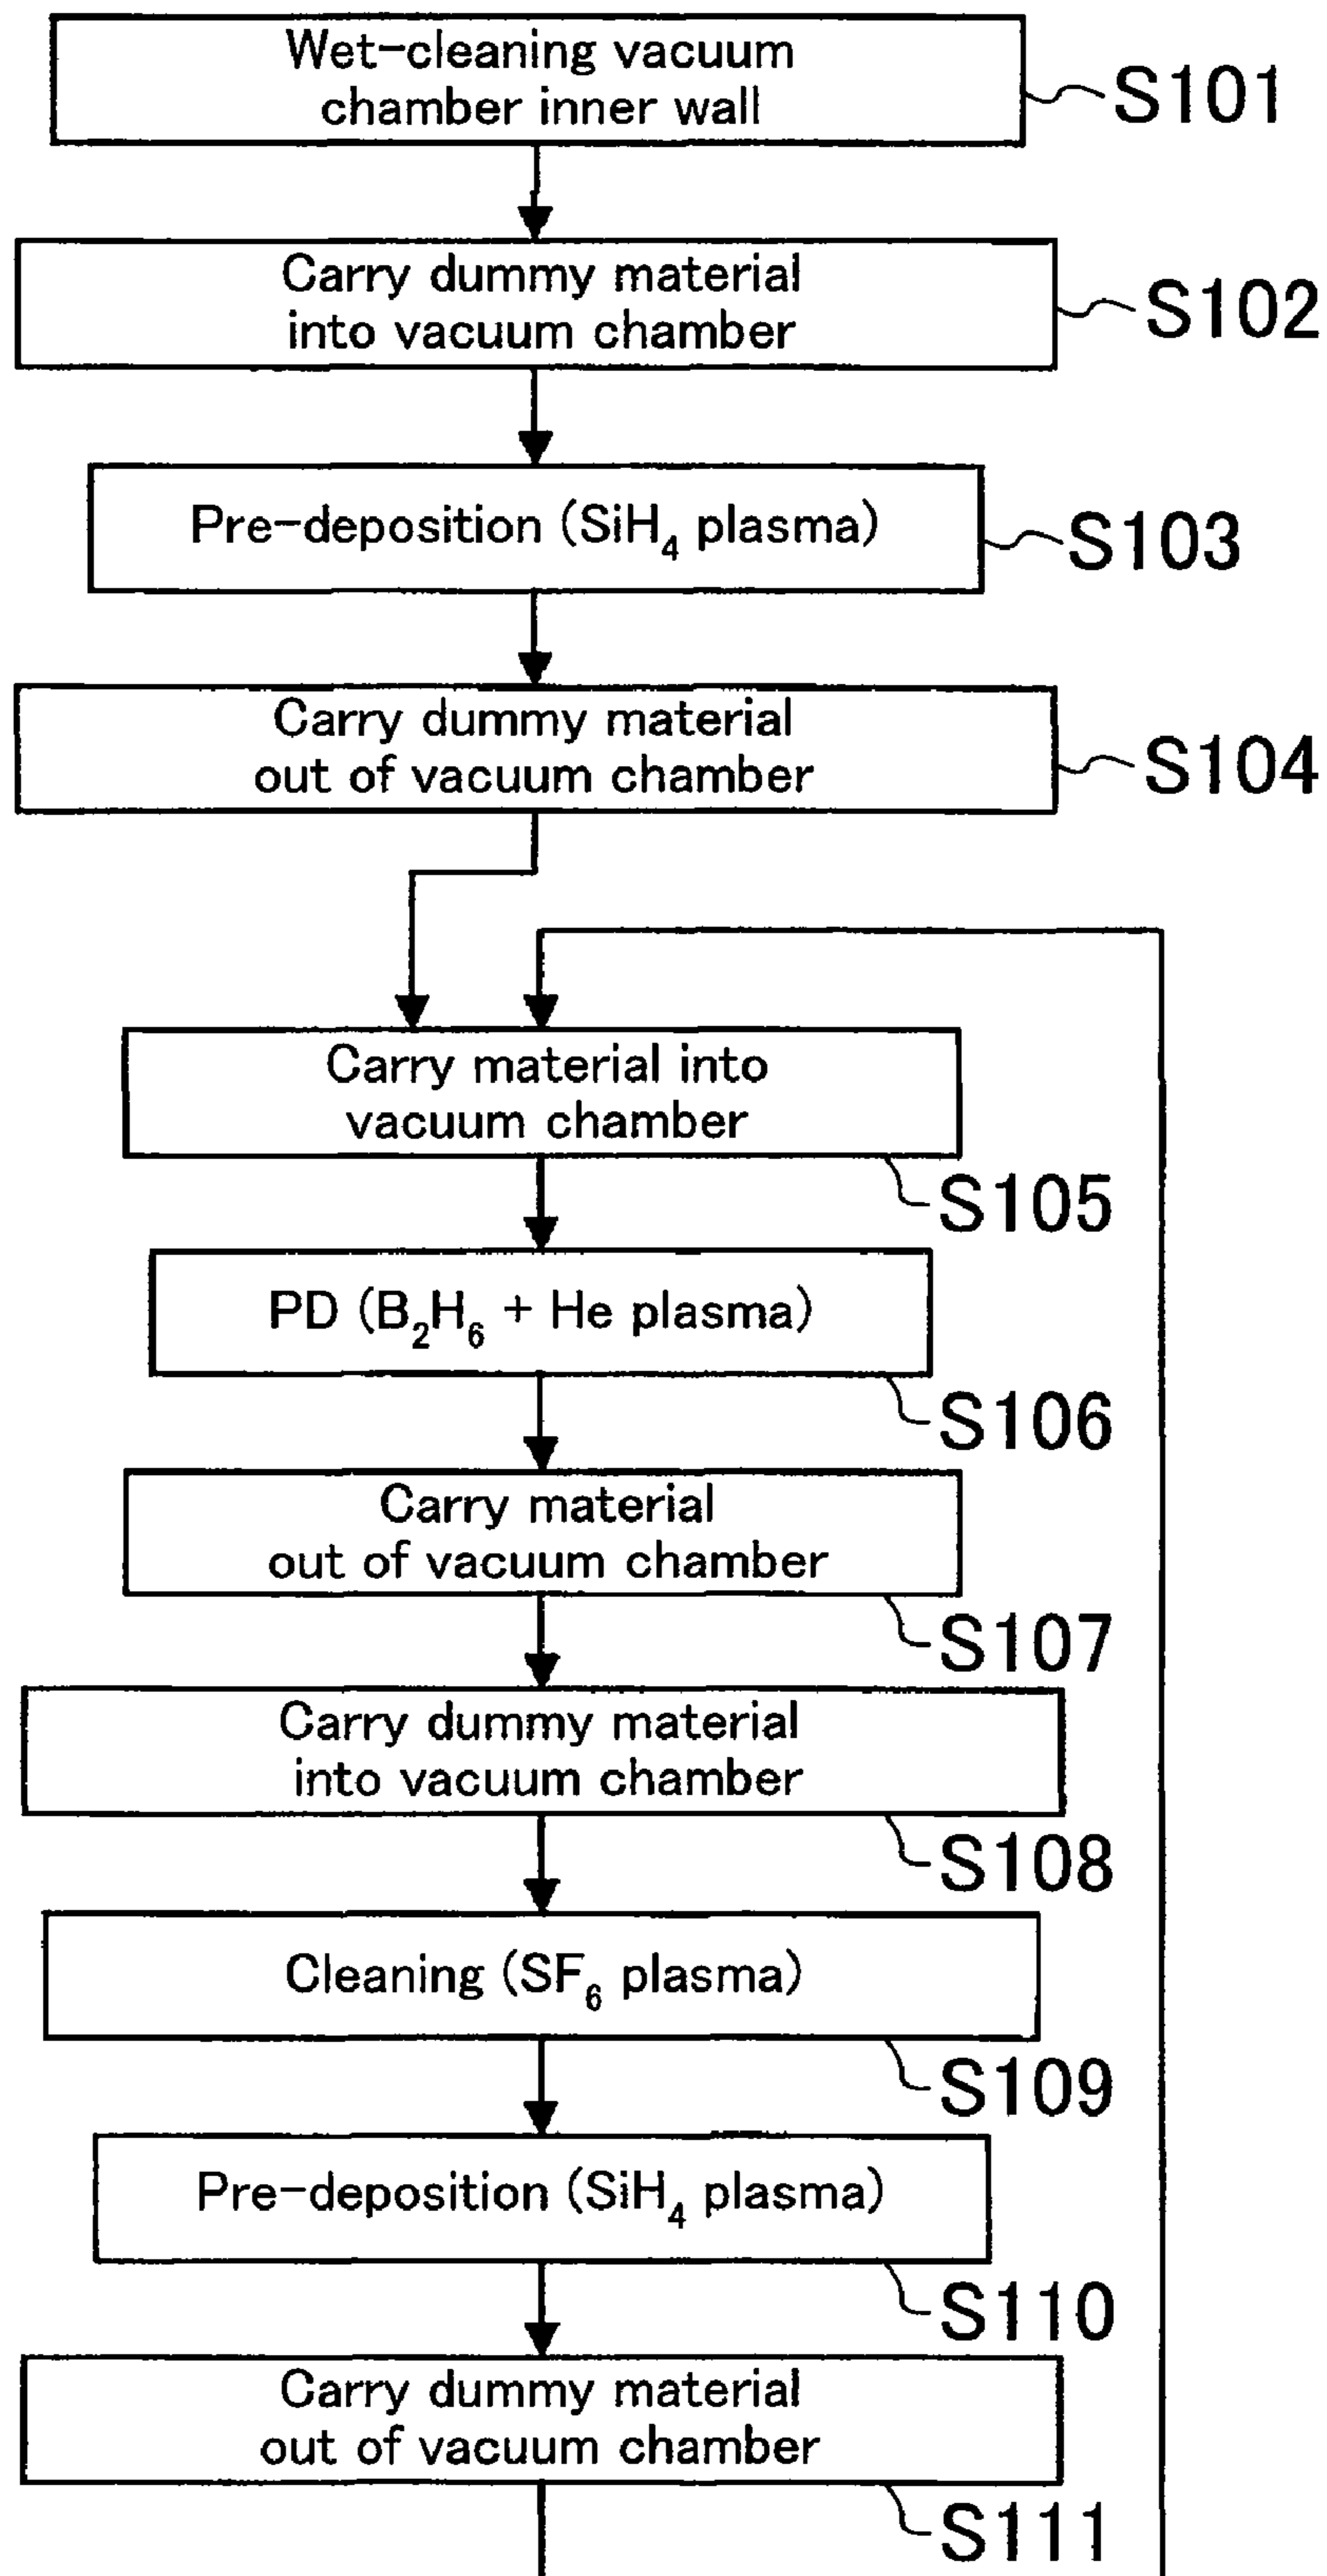 Wet-cleaning vacuum
chamber inner wall
S101
Carry dummy material
into vacuum chamber
S102
Pre-deposition (SiH₄ plasma)
S103
Carry dummy material
out of vacuum chamber
S104
Carry material into
vacuum chamber
S105
PD (B₂H₆ + He plasma)
S106
Carry material
out of vacuum chamber
S107
Carry dummy material
into vacuum chamber
S108
Cleaning (SF₆ plasma)
S109
Pre-deposition (SiH₄ plasma)
S110
Carry dummy material
out of vacuum chamber
S111